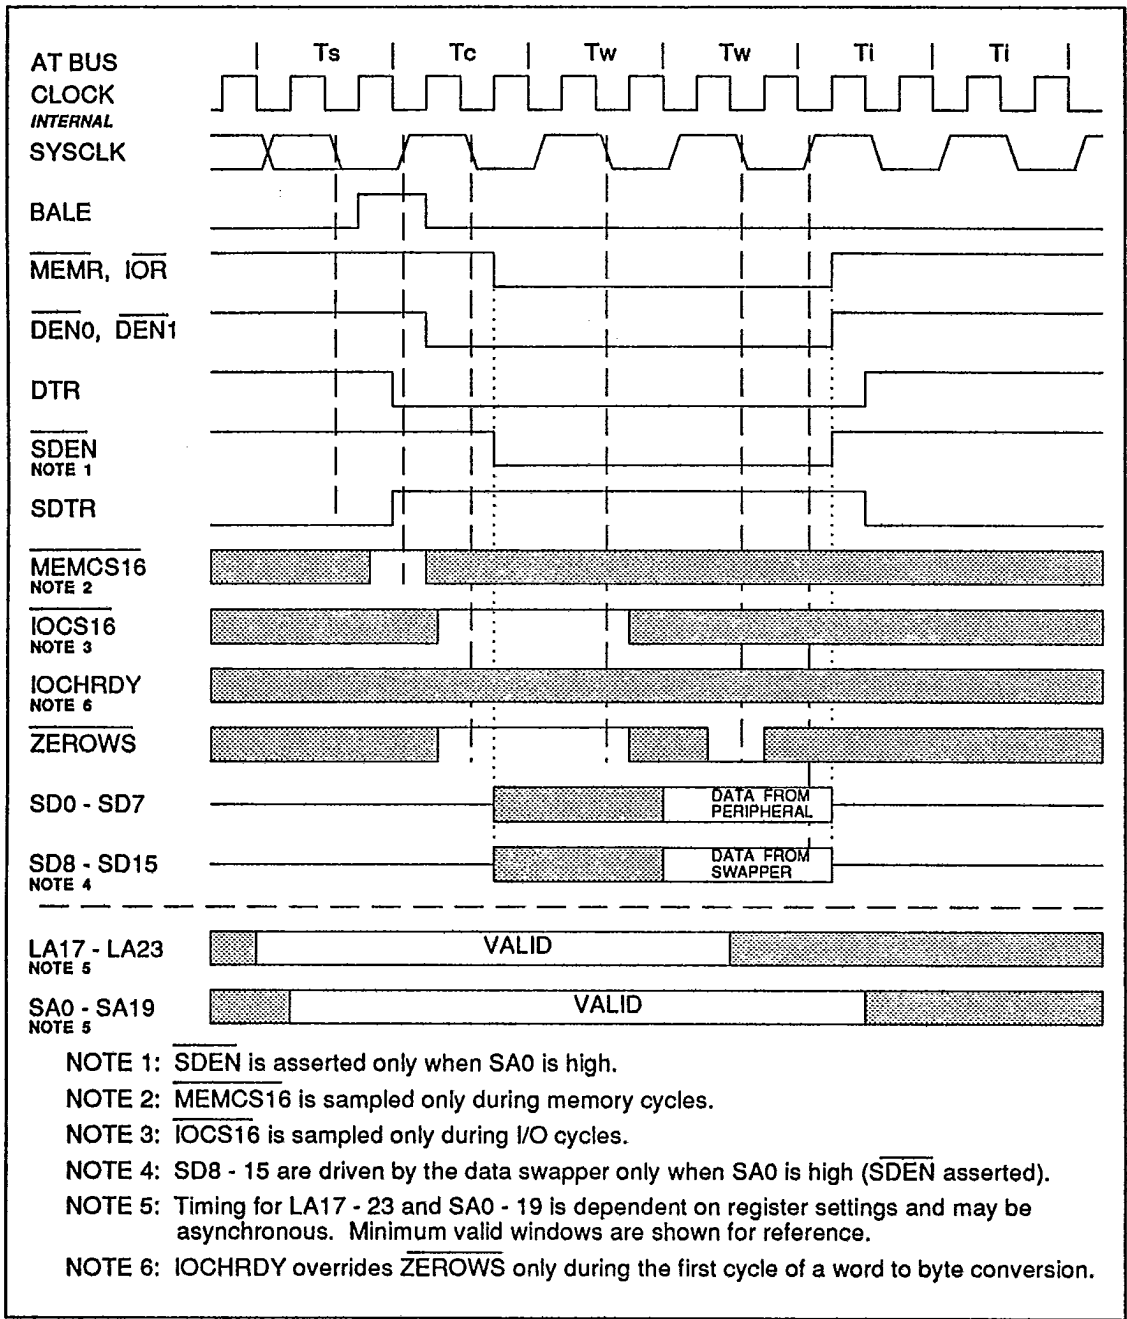 AT BUS
CLOCK
INTERNAL
| Ts | Tc | Tw | Tw | Ti | Ti |
SYSCLK
BALE
MEMR, IOR
DEN0, DEN1
DTR
SDEN
NOTE 1
SDTR
MEMCS16
NOTE 2
IOCS16
NOTE 3
IOCHRDY
NOTE 6
ZEROWS
SD0 - SD7
DATA FROM
PERIPHERAL
SD8 - SD15
NOTE 4
DATA FROM
SWAPPER
LA17 - LA23
NOTE 5
VALID
SA0 - SA19
NOTE 5
VALID
NOTE 1: SDEN is asserted only when SA0 is high.
NOTE 2: MEMCS16 is sampled only during memory cycles.
NOTE 3: IOCS16 is sampled only during I/O cycles.
NOTE 4: SD8 - 15 are driven by the data swapper only when SA0 is high (SDEN asserted).
NOTE 5: Timing for LA17 - 23 and SA0 - 19 is dependent on register settings and may be
asynchronous. Minimum valid windows are shown for reference.
NOTE 6: IOCHRDY overrides ZEROWS only during the first cycle of a word to byte conversion.